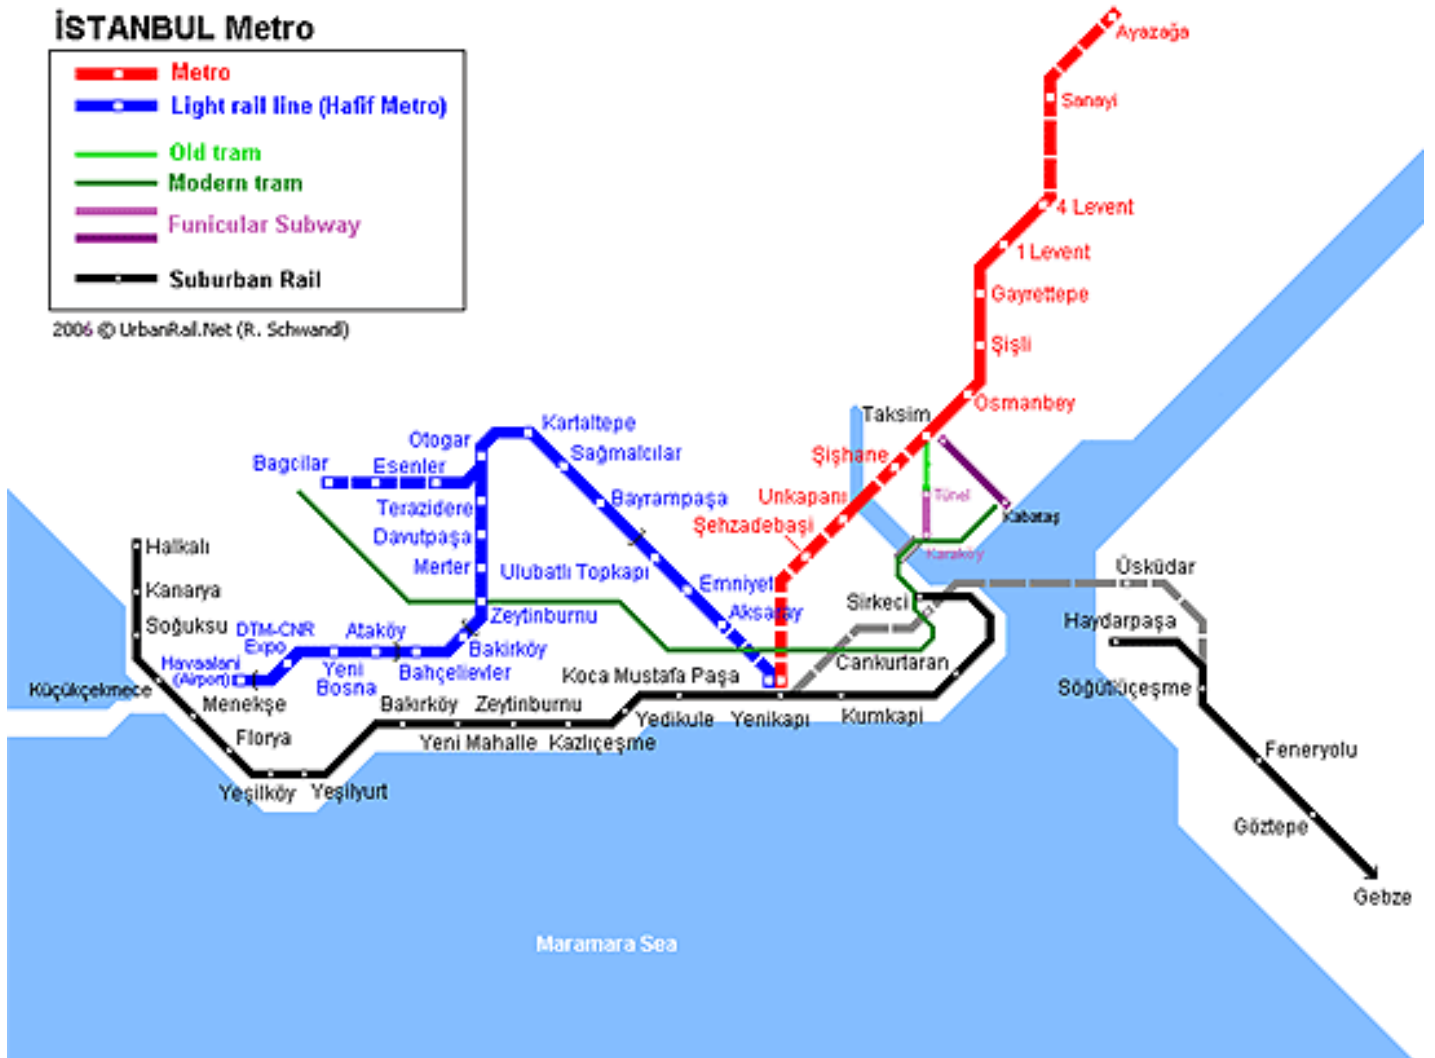 İSTANBUL Metro
Metro
Light rail line (Hafif Metro)
Old tram
Modern tram
Funicular Subway
Suburban Rail
2006 © UrbanRail.Net (R. Schwandl)
Ayazağa
Sanayi
4 Levent
1 Levent
Gayrettepe
Şişli
Osmanbey
Taksim
Şişhane
Unkapanı
Şehzadebaşi
Tünel
Kabataş
Karaköy
Kartaltepe
Otogar
Sağmalcılar
Bagcilar
Esenler
Bayrampaşa
Terazidere
Davutpaşa
Merter
Ulubatlı Topkapı
Emniyet
Aksaray
Zeytinburnu
Bakirköy
Bahçelievler
Ataköy
Yeni
Bosna
DTM-CNR
Expo
Havaalani
(Airport)
Halkalı
Kanarya
Soğuksu
Küçükçekmece
Menekşe
Florya
Yeşilköy
Yeşilyurt
Bakırköy
Yeni Mahalle
Zeytinburnu
Kazlıçeşme
Koca Mustafa Paşa
Yedikule
Yenikapı
Kumkapi
Cankurtaran
Sirkeci
Üsküdar
Haydarpaşa
Söğütlüçeşme
Feneryolu
Göztepe
Gebze
Maramara Sea